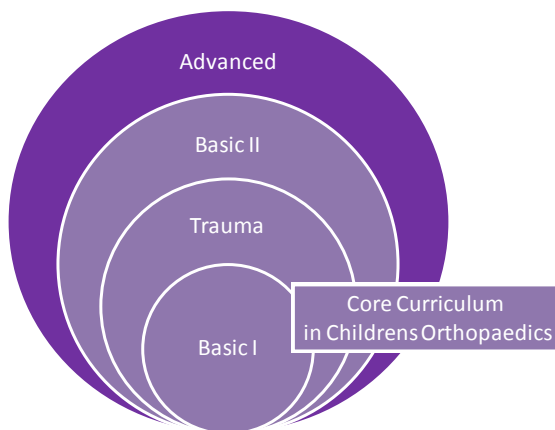 Advanced
Basic II
Trauma
Core Curriculum
in Childrens Orthopaedics
Basic I